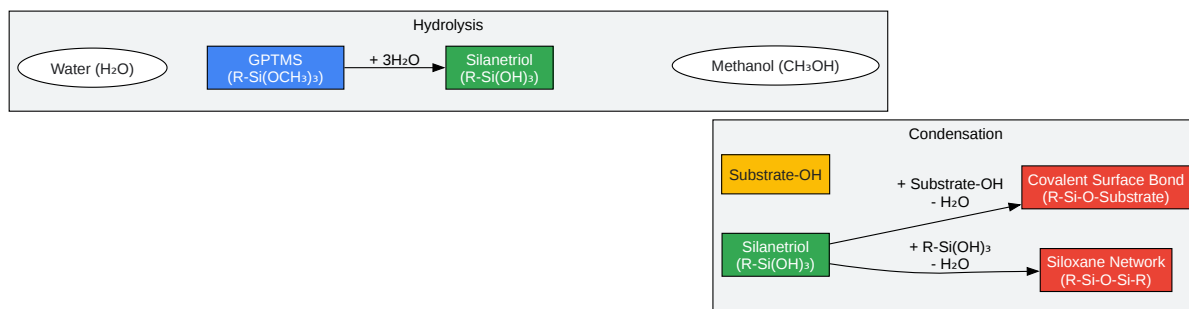 Hydrolysis
Water (H₂O)
GPTMS
(R-Si(OCH₃)₃)
+ 3H₂O
Silanetriol
(R-Si(OH)₃)
Methanol (CH₃OH)
Condensation
Substrate-OH
+ Substrate-OH
- H₂O
Covalent Surface Bond
(R-Si-O-Substrate)
Silanetriol
(R-Si(OH)₃)
+ R-Si(OH)₃
- H₂O
Siloxane Network
(R-Si-O-Si-R)